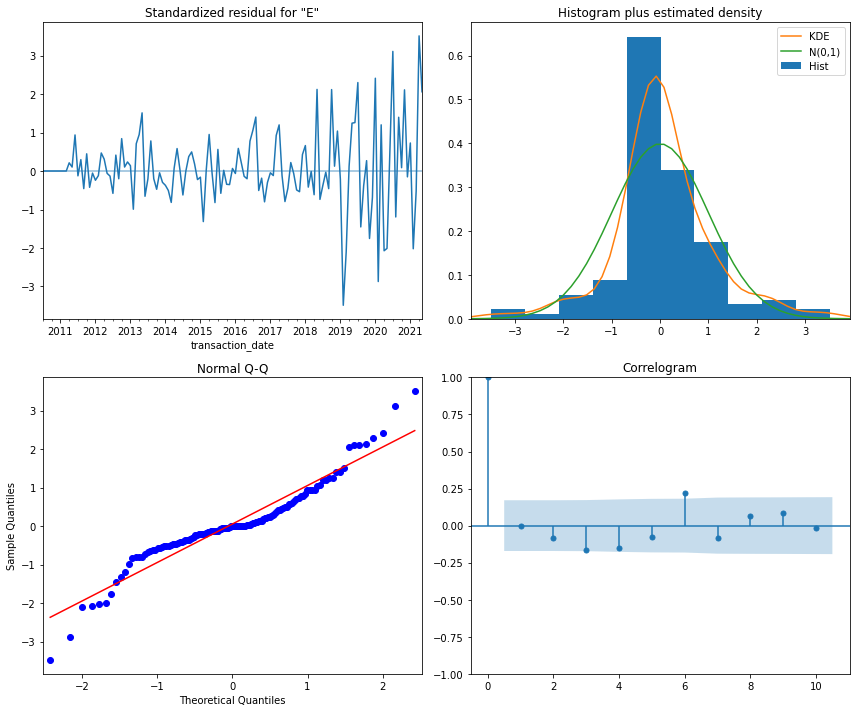 Standardized residual for "E"
3
2
1
0
−1
−2
−3
2011 2012 2013 2014 2015 2016 2017 2018 2019 2020 2021
transaction_date
Histogram plus estimated density
KDE
N(0,1)
Hist
0.6
0.5
0.4
0.3
0.2
0.1
0.0
−3 −2 −1 0 1 2 3
Normal Q-Q
Sample Quantiles
3
2
1
0
−1
−2
−3
−2 −1 0 1 2
Theoretical Quantiles
Correlogram
1.00
0.75
0.50
0.25
0.00
−0.25
−0.50
−0.75
−1.00
0 2 4 6 8 10